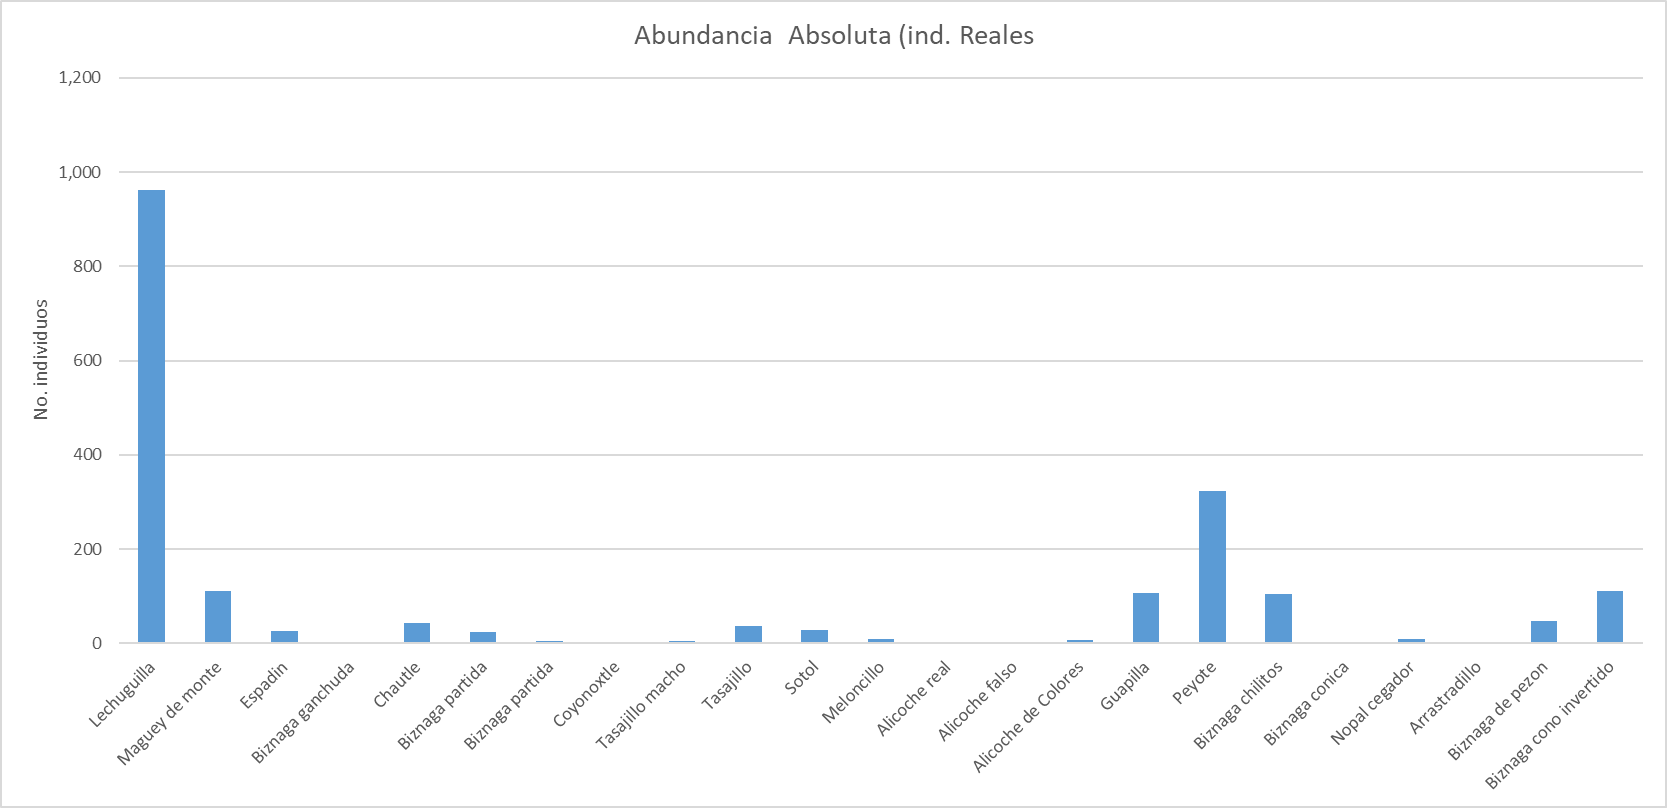 Abundancia  Absoluta (ind. Reales
1,200
1,000
800
600
400
200
0
No. individuos
Lechuguilla
Maguey de monte
Espadin
Biznaga ganchuda
Chautle
Biznaga partida
Biznaga partida
Coyonoxtle
Tasajillo macho
Tasajillo
Sotol
Meloncillo
Alicoche real
Alicoche falso
Alicoche de Colores
Guapilla
Peyote
Biznaga chilitos
Biznaga conica
Nopal cegador
Arrastradillo
Biznaga de pezon
Biznaga cono invertido